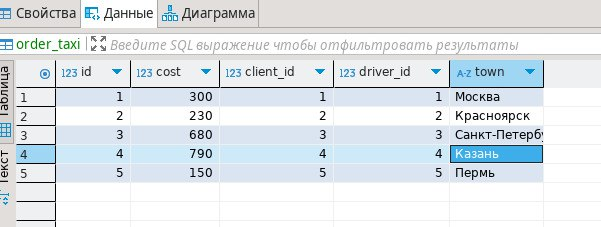 Свойства Данные Диаграмма
order_taxi Введите SQL выражение чтобы отфильтровать результаты
Таблица
Текст
123 id 123 cost 123 client_id 123 driver_id A-Z town
1 1 300 1 1 Москва
2 2 230 2 2 Красноярск
3 3 680 3 3 Санкт-Петербу
4 4 790 4 4 Казань
5 5 150 5 5 Пермь